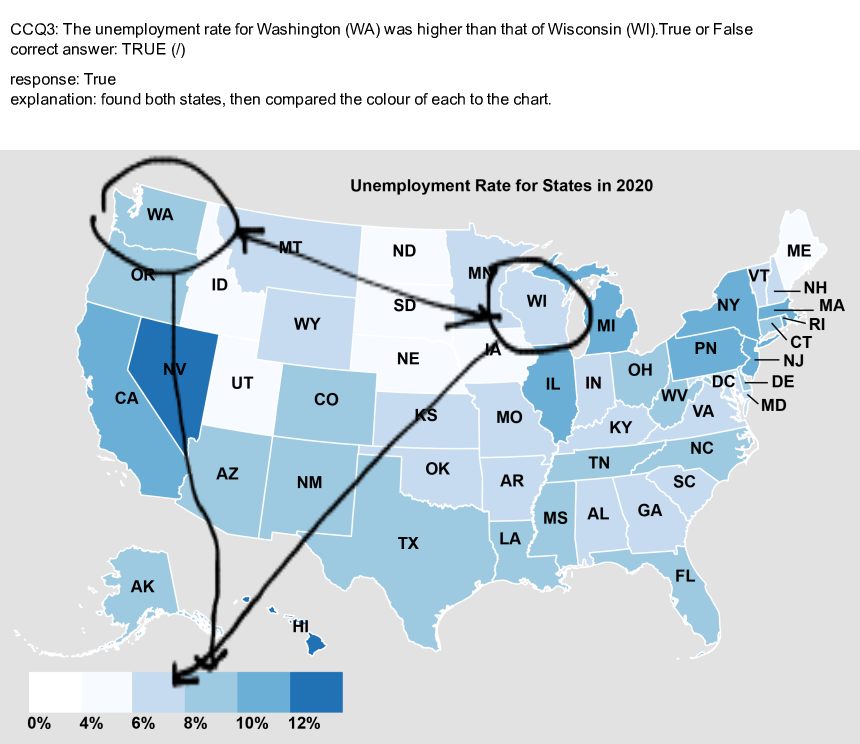 CCQ3: The unemployment rate for Washington (WA) was higher than that of Wisconsin (WI).True or False
correct answer: TRUE (/)
response: True
explanation: found both states, then compared the colour of each to the chart.
Unemployment Rate for States in 2020
WA
MT
ND
MN
WI
MI
VT
ME
NH
MA
RI
CT
NY
OR
ID
SD
WY
IA
NE
PN
NJ
NV
UT
CA
CO
IL
IN
OH
DC
DE
MD
WV
VA
KS
MO
KY
NC
AZ
NM
OK
AR
TN
SC
TX
LA
MS
AL
GA
FL
AK
HI
0% 4% 6% 8% 10% 12%